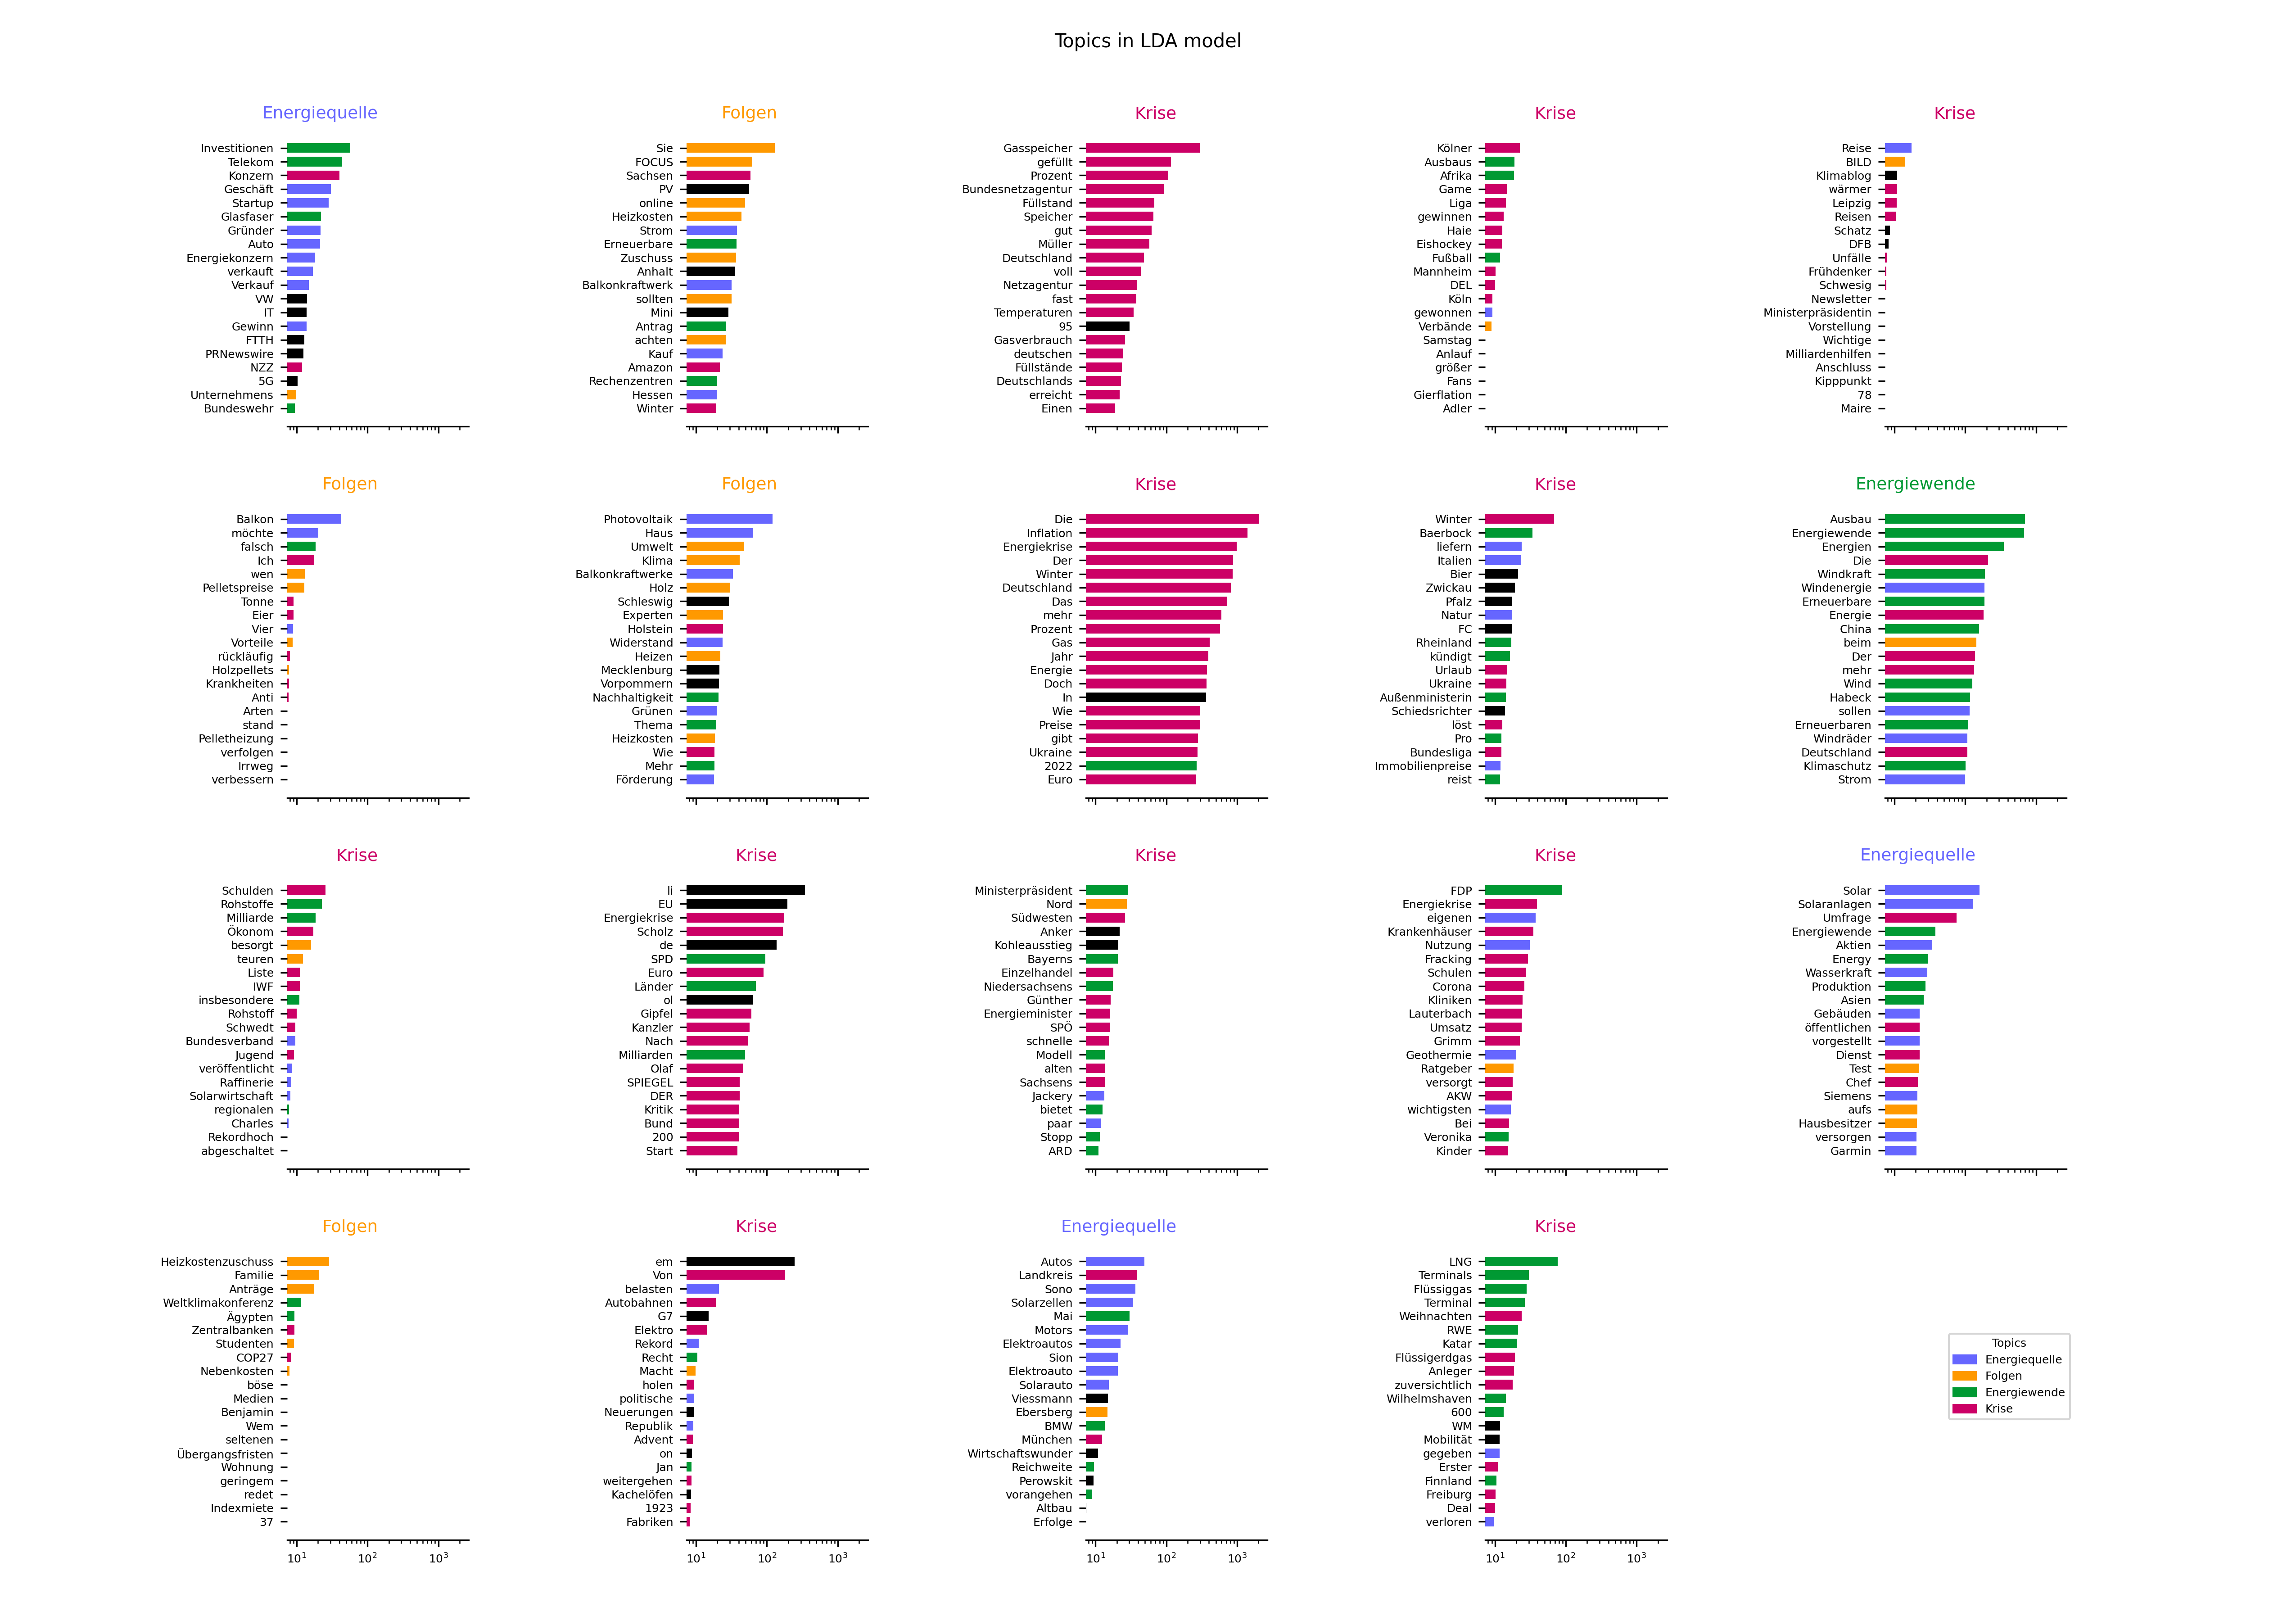 Topics in LDA model
Energiequelle
Investitionen
Telekom
Konzern
Geschäft
Startup
Glasfaser
Gründer
Auto
Energiekonzern
verkauft
Verkauf
VW
IT
Gewinn
FTTH
PRNewswire
NZZ
5G
Unternehmens
Bundeswehr
Folgen
Sie
FOCUS
Sachsen
PV
online
Heizkosten
Strom
Erneuerbare
Zuschuss
Anhalt
Balkonkraftwerk
sollten
Mini
Antrag
achten
Kauf
Amazon
Rechenzentren
Hessen
Winter
Krise
Gasspeicher
gefüllt
Prozent
Bundesnetzagentur
Füllstand
Speicher
gut
Müller
Deutschland
voll
Netzagentur
fast
Temperaturen
95
Gasverbrauch
deutschen
Füllstände
Deutschlands
erreicht
Einen
Krise
Kölner
Ausbaus
Afrika
Game
Liga
gewinnen
Haie
Eishockey
Fußball
Mannheim
DEL
Köln
gewonnen
Verbände
Samstag
Anlauf
größer
Fans
Gierflation
Adler
Krise
Reise
BILD
Klimablog
wärmer
Leipzig
Reisen
Schatz
DFB
Unfälle
Frühdenker
Schwesig
Newsletter
Ministerpräsidentin
Vorstellung
Wichtige
Milliardenhilfen
Anschluss
Kipppunkt
78
Maire
Folgen
Balkon
möchte
falsch
Ich
wen
Pelletspreise
Tonne
Eier
Vier
Vorteile
rückläufig
Holzpellets
Krankheiten
Anti
Arten
stand
Pelletheizung
verfolgen
Irrweg
verbessern
Folgen
Photovoltaik
Haus
Umwelt
Klima
Balkonkraftwerke
Holz
Schleswig
Experten
Holstein
Widerstand
Heizen
Mecklenburg
Vorpommern
Nachhaltigkeit
Grünen
Thema
Heizkosten
Wie
Mehr
Förderung
Krise
Die
Inflation
Energiekrise
Der
Winter
Deutschland
Das
mehr
Prozent
Gas
Jahr
Energie
Doch
In
Wie
Preise
gibt
Ukraine
2022
Euro
Krise
Winter
Baerbock
liefern
Italien
Bier
Zwickau
Pfalz
Natur
FC
Rheinland
kündigt
Urlaub
Ukraine
Außenministerin
Schiedsrichter
löst
Pro
Bundesliga
Immobilienpreise
reist
Energiewende
Ausbau
Energiewende
Energien
Die
Windkraft
Windenergie
Erneuerbare
Energie
China
beim
Der
mehr
Wind
Habeck
sollen
Erneuerbaren
Windräder
Deutschland
Klimaschutz
Strom
Krise
Schulden
Rohstoffe
Milliarde
Ökonom
besorgt
teuren
Liste
IWF
insbesondere
Rohstoff
Schwedt
Bundesverband
Jugend
veröffentlicht
Raffinerie
Solarwirtschaft
regionalen
Charles
Rekordhoch
abgeschaltet
Krise
li
EU
Energiekrise
Scholz
de
SPD
Euro
Länder
ol
Gipfel
Kanzler
Nach
Milliarden
Olaf
SPIEGEL
DER
Kritik
Bund
200
Start
Krise
Ministerpräsident
Nord
Südwesten
Anker
Kohleausstieg
Bayerns
Einzelhandel
Niedersachsens
Günther
Energieminister
SPÖ
schnelle
Modell
alten
Sachsens
Jackery
bietet
paar
Stopp
ARD
Krise
FDP
Energiekrise
eigenen
Krankenhäuser
Nutzung
Fracking
Schulen
Corona
Kliniken
Lauterbach
Umsatz
Grimm
Geothermie
Ratgeber
versorgt
AKW
wichtigsten
Bei
Veronika
Kinder
Energiequelle
Solar
Solaranlagen
Umfrage
Energiewende
Aktien
Energy
Wasserkraft
Produktion
Asien
Gebäuden
öffentlichen
vorgestellt
Dienst
Test
Chef
Siemens
aufs
Hausbesitzer
versorgen
Garmin
Folgen
Heizkostenzuschuss
Familie
Anträge
Weltklimakonferenz
Ägypten
Zentralbanken
Studenten
COP27
Nebenkosten
böse
Medien
Benjamin
Wem
seltenen
Übergangsfristen
Wohnung
geringem
redet
Indexmiete
37
10¹ 10² 10³
Krise
em
Von
belasten
Autobahnen
G7
Elektro
Rekord
Recht
Macht
holen
politische
Neuerungen
Republik
Advent
on
Jan
weitergehen
Kachelöfen
1923
Fabriken
10¹ 10² 10³
Energiequelle
Autos
Landkreis
Sono
Solarzellen
Mai
Motors
Elektroautos
Sion
Elektroauto
Solarauto
Viessmann
Ebersberg
BMW
München
Wirtschaftswunder
Reichweite
Perowskit
vorangehen
Altbau
Erfolge
10¹ 10² 10³
Krise
LNG
Terminals
Flüssiggas
Terminal
Weihnachten
RWE
Katar
Flüssigerdgas
Anleger
zuversichtlich
Wilhelmshaven
600
WM
Mobilität
gegeben
Erster
Finnland
Freiburg
Deal
verloren
10¹ 10² 10³
Topics
Energiequelle
Folgen
Energiewende
Krise